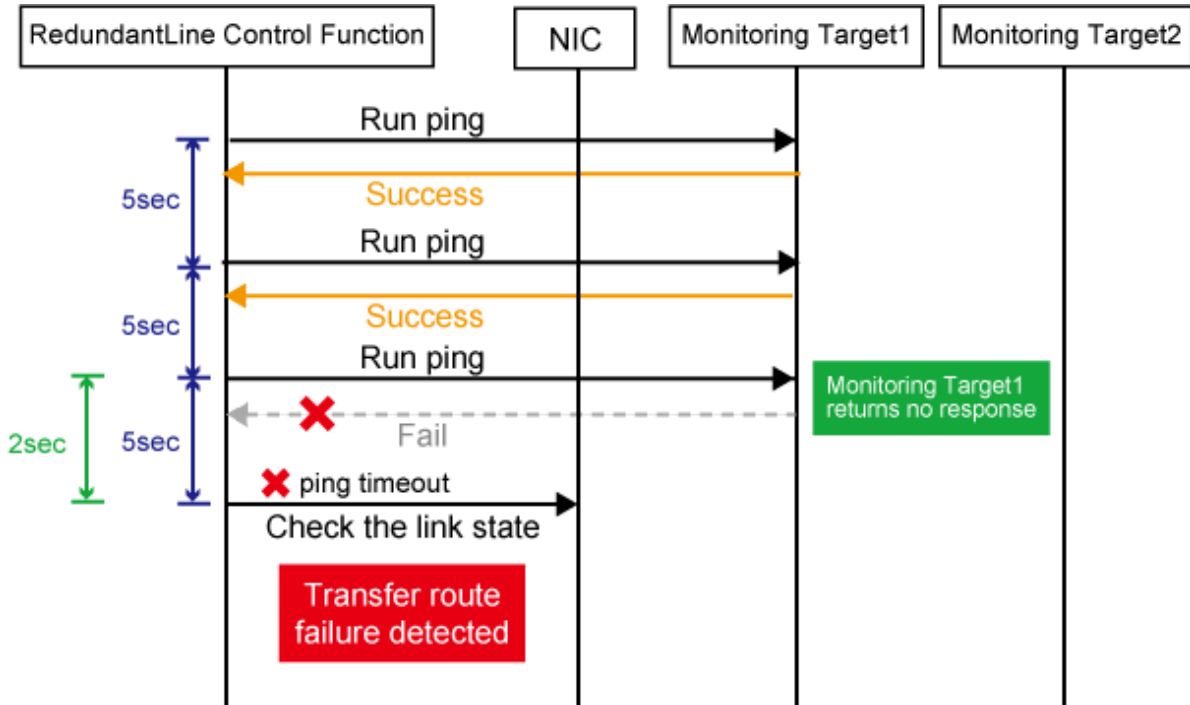 RedundantLine Control Function
NIC
Monitoring Target1
Monitoring Target2
Run ping
Success
5sec
Run ping
Success
5sec
Run ping
Monitoring Target1
returns no response
Fail
2sec
5sec
ping timeout
Check the link state
Transfer route
failure detected